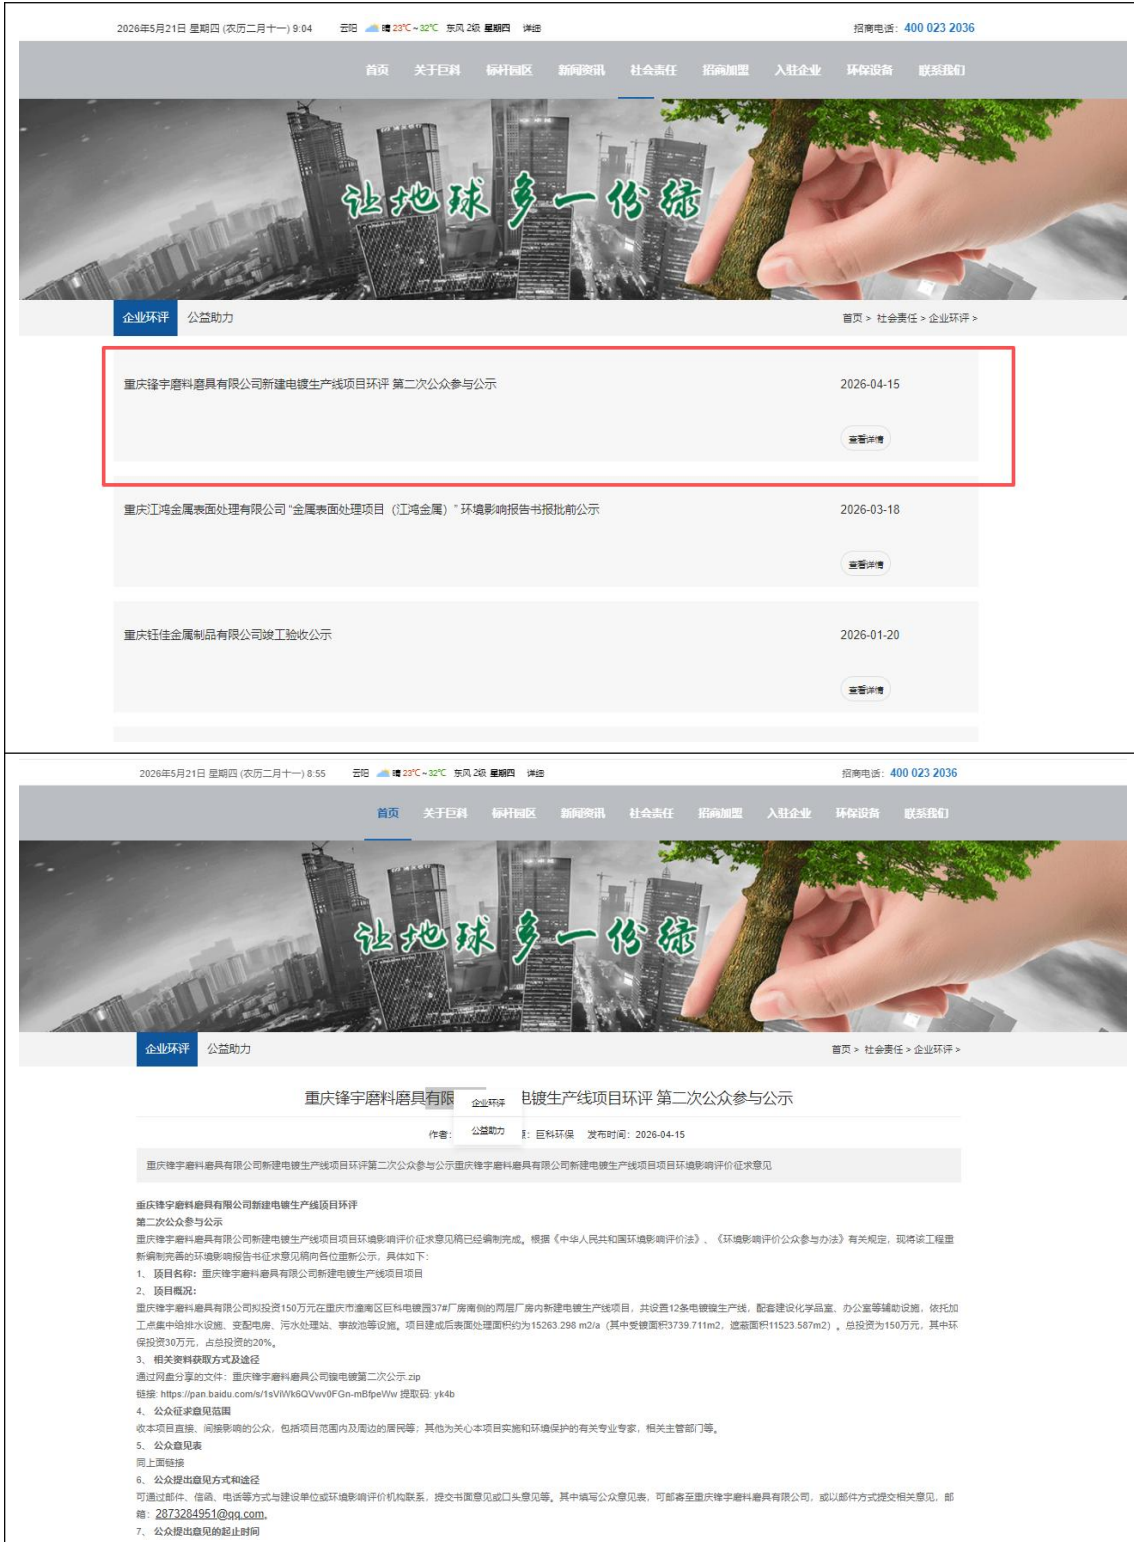 2026年5月21日 星期四 (农历二月十一) 9:04 云阳 晴 23℃~32℃ 东风 2级 星期四 详细 招商电话：400 023 2036
首页 关于巨科 标杆园区 新闻资讯 社会责任 招商加盟 入驻企业 环保设备 联系我们
让地球多一份绿
企业环评 公益助力 首页 > 社会责任 > 企业环评 >
重庆锋宇磨料磨具有限公司新建电镀生产线项目环评 第二次公众参与公示 2026-04-15
查看详情
重庆江鸿金属表面处理有限公司 “金属表面处理项目（江鸿金属）” 环境影响报告书报批前公示 2026-03-18
查看详情
重庆钰佳金属制品有限公司竣工验收公示 2026-01-20
查看详情
2026年5月21日 星期四 (农历二月十一) 8:55 云阳 晴 23℃~32℃ 东风 2级 星期四 详细 招商电话：400 023 2036
首页 关于巨科 标杆园区 新闻资讯 社会责任 招商加盟 入驻企业 环保设备 联系我们
让地球多一份绿
企业环评 公益助力 首页 > 社会责任 > 企业环评 >
重庆锋宇磨料磨具有限 电镀生产线项目环评 第二次公众参与公示
企业环评
公益助力
作者： 巨科环保 发布时间：2026-04-15
重庆锋宇磨料磨具有限公司新建电镀生产线项目环评第二次公众参与公示重庆锋宇磨料磨具有限公司新建电镀生产线项目项目环境影响评价征求意见
重庆锋宇磨料磨具有限公司新建电镀生产线项目环评
第二次公众参与公示
重庆锋宇磨料磨具有限公司新建电镀生产线项目项目环境影响评价征求意见稿已经编制完成。根据《中华人民共和国环境影响评价法》、《环境影响评价公众参与办法》有关规定，现将该工程重
新编制完善的环境影响报告书征求意见稿向各位重新公示，具体如下：
1、 项目名称：重庆锋宇磨料磨具有限公司新建电镀生产线项目项目
2、 项目概况：
重庆锋宇磨料磨具有限公司拟投资150万元在重庆市潼南区巨科电镀园37#厂房南侧的两层厂房内新建电镀生产线项目，共设置12条电镀镍生产线，配套建设化学品室、办公室等辅助设施，依托加
工点集中给排水设施、变配电房、污水处理站、事故池等设施。项目建成后表面处理面积约为15263.298 m2/a（其中受镀面积3739.711m2，遮蔽面积11523.587m2）。总投资为150万元，其中环
保投资30万元，占总投资的20%。
3、 相关资料获取方式及途径
通过网盘分享的文件：重庆锋宇磨料磨具公司镍电镀第二次公示.zip
链接: https://pan.baidu.com/s/1sViWk6QVwv0FGn-mBfpeWw 提取码: yk4b
4、 公众征求意见范围
收本项目直接、间接影响的公众，包括项目范围内及周边的居民等；其他为关心本项目实施和环境保护的有关专业专家，相关主管部门等。
5、 公众意见表
同上面链接
6、 公众提出意见方式和途径
可通过邮件、信函、电话等方式与建设单位或环境影响评价机构联系，提交书面意见或口头意见等。其中填写公众意见表，可邮寄至重庆锋宇磨料磨具有限公司，或以邮件方式提交相关意见，邮
箱：2873284951@qq.com。
7、 公众提出意见的起止时间